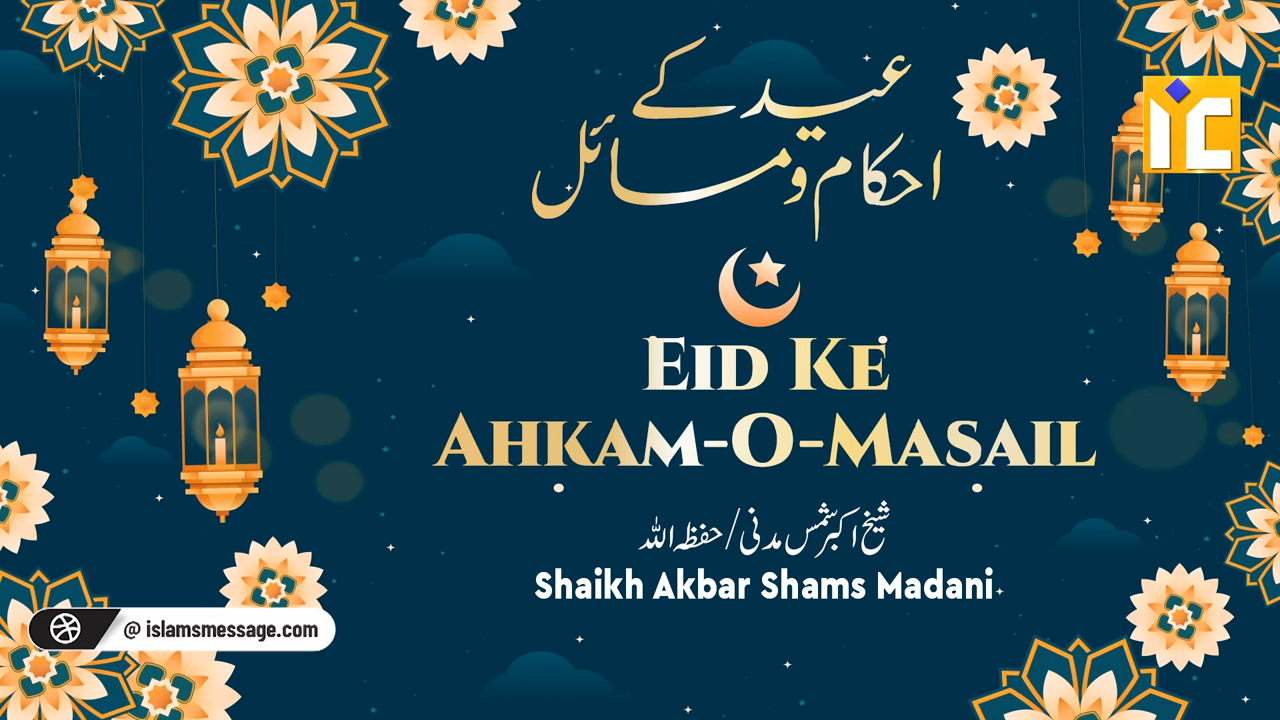 عید کے
احکام و مسائل
Eid Ke
Ahkam-O-Masail
شیخ اکبر شمس مدنی/حفظہ اللہ
Shaikh Akbar Shams Madani
@ islamsmessage.com